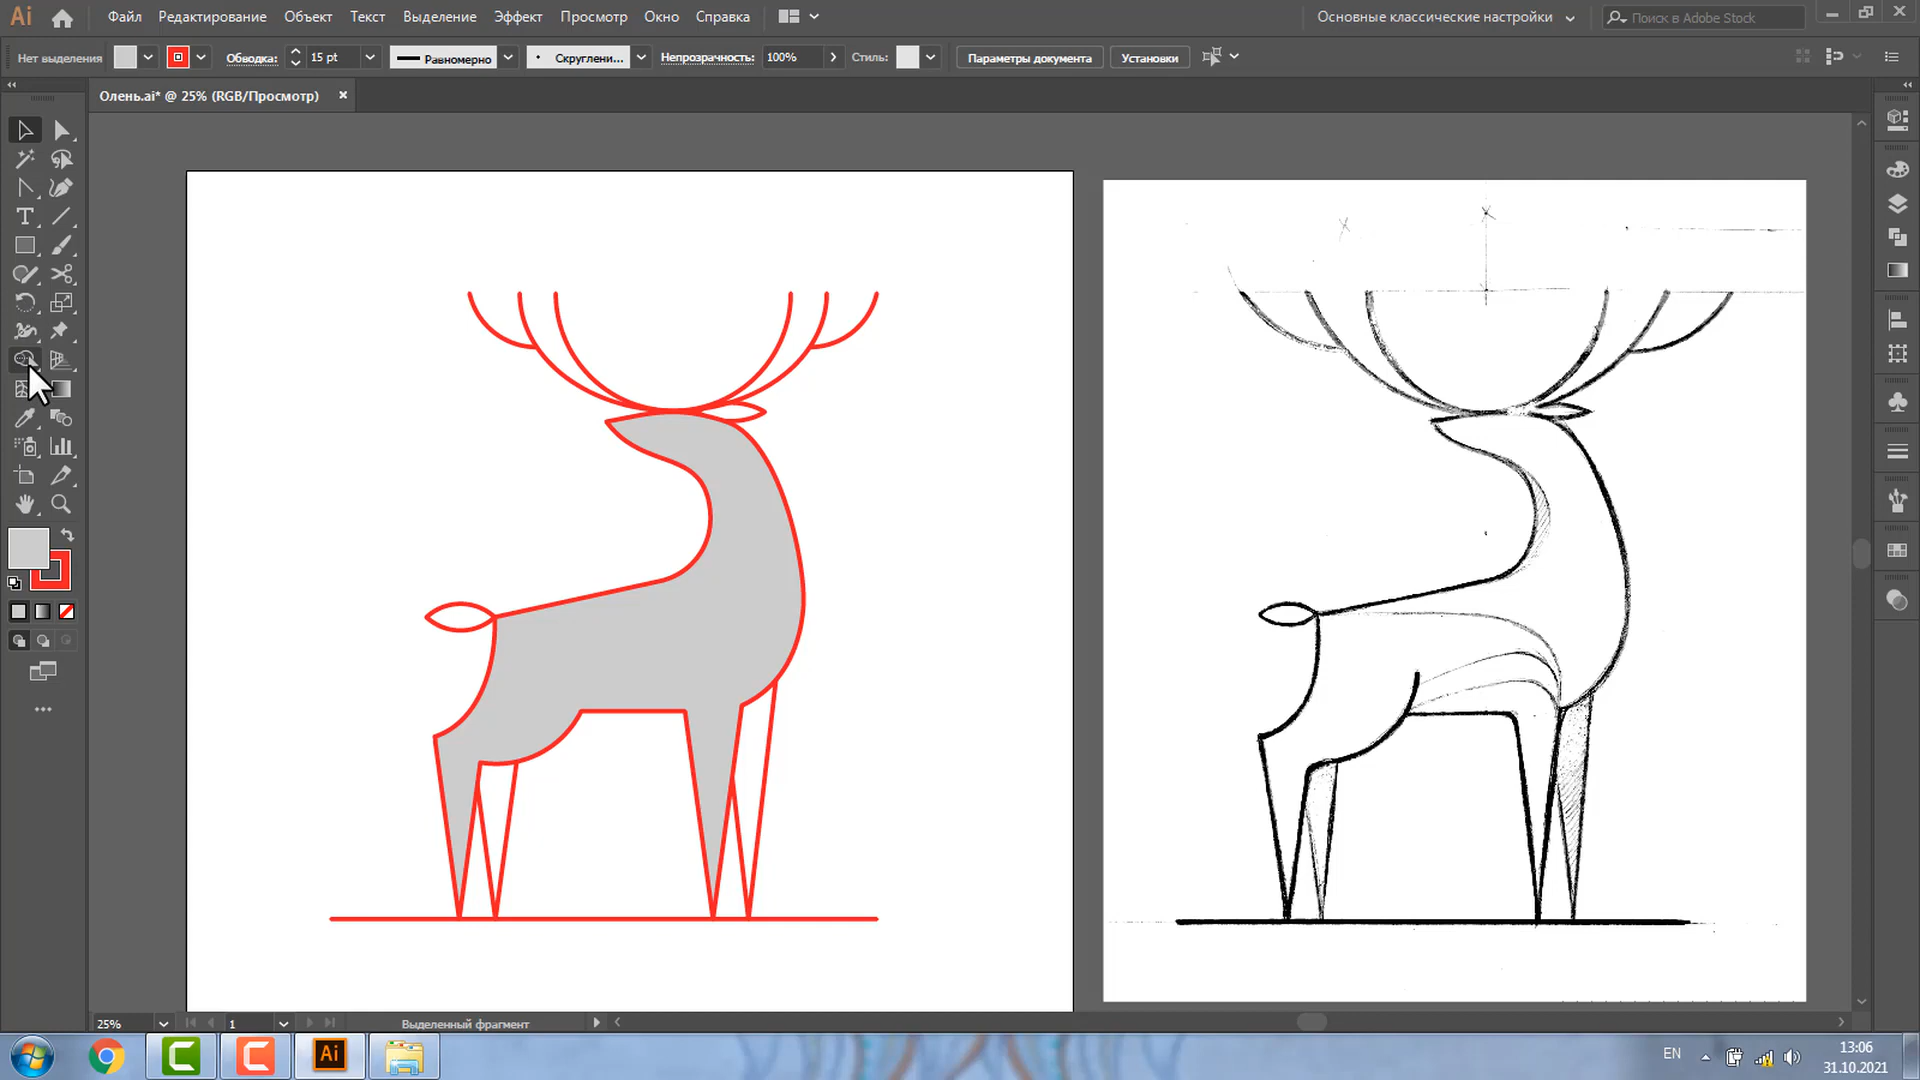 Ai Файл Редактирование Объект Текст Выделение Эффект Просмотр Окно Справка Основные классические настройки Поиск в Adobe Stock
Нет выделения Обводка: 15 pt Равномерно Скруглени... Непрозрачность: 100% Стиль: Параметры документа Установки
Олень.ai* @ 25% (RGB/Просмотр)
25% 1 Выделенный фрагмент
Ai EN 13:06
31.10.2021